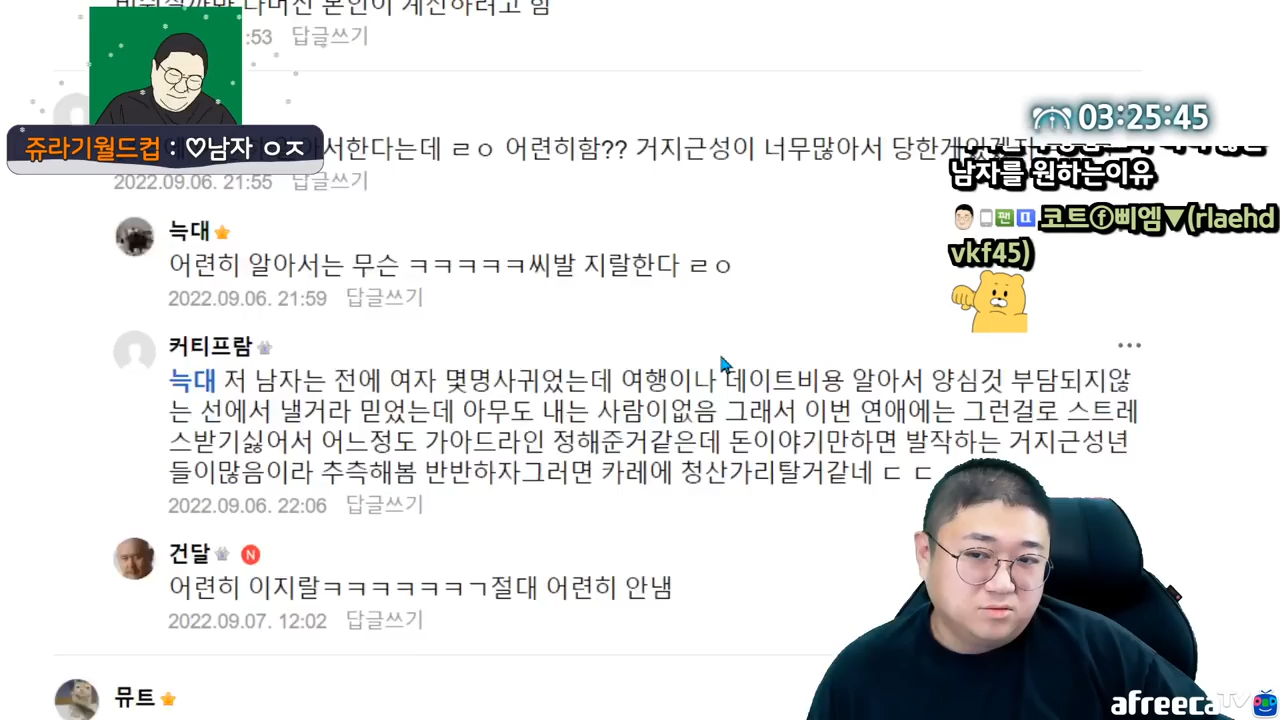 :53 답글쓰기
쥬라기월드컵 : ♡남자 ㅇㅈ
서한다는데 ㄹㅇ 어련히함?? 거지근성이 너무많아서 당한게있겠지
2022.09.06. 21:55 답글쓰기
늑대
어련히 알아서는 무슨 ㅋㅋㅋㅋㅋ씨발 지랄한다 ㄹㅇ
2022.09.06. 21:59 답글쓰기
커티프람
늑대 저 남자는 전에 여자 몇명사귀었는데 여행이나 데이트비용 알아서 양심것 부담되지않
는 선에서 낼거라 믿었는데 아무도 내는 사람이없음 그래서 이번 연애에는 그런걸로 스트레
스받기싫어서 어느정도 가아드라인 정해준거같은데 돈이야기만하면 발작하는 거지근성년
들이많음이라 추측해봄 반반하자그러면 카레에 청산가리탈거같네 ㄷ ㄷ
2022.09.06. 22:06 답글쓰기
건달 N
어련히 이지랄ㅋㅋㅋㅋㅋㅋㄱ절대 어련히 안냄
2022.09.07. 12:02 답글쓰기
뮤트
03:25:45
남자를 원하는이유
팬 코트ⓕ삐엠▼(rlaehd
vkf45)
afreecaTV